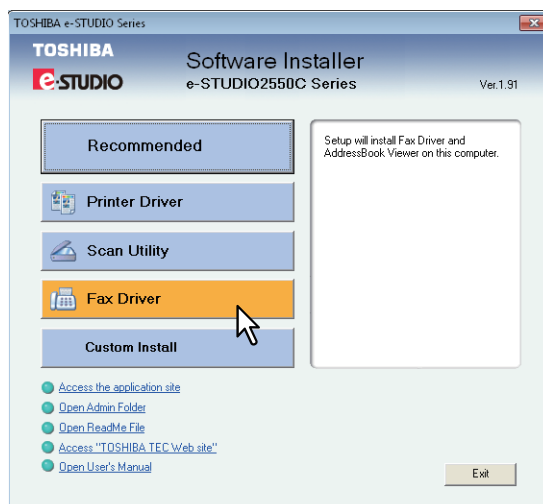 TOSHIBA e-STUDIO Series
TOSHIBA
e-STUDIO
Software Installer
e-STUDIO2550C Series
Ver.1.91
Recommended
Printer Driver
Scan Utility
Fax Driver
Custom Install
Setup will install Fax Driver and
AddressBook Viewer on this computer.
Access the application site
Open Admin Folder
Open ReadMe File
Access "TOSHIBA TEC Web site"
Open User's Manual
Exit